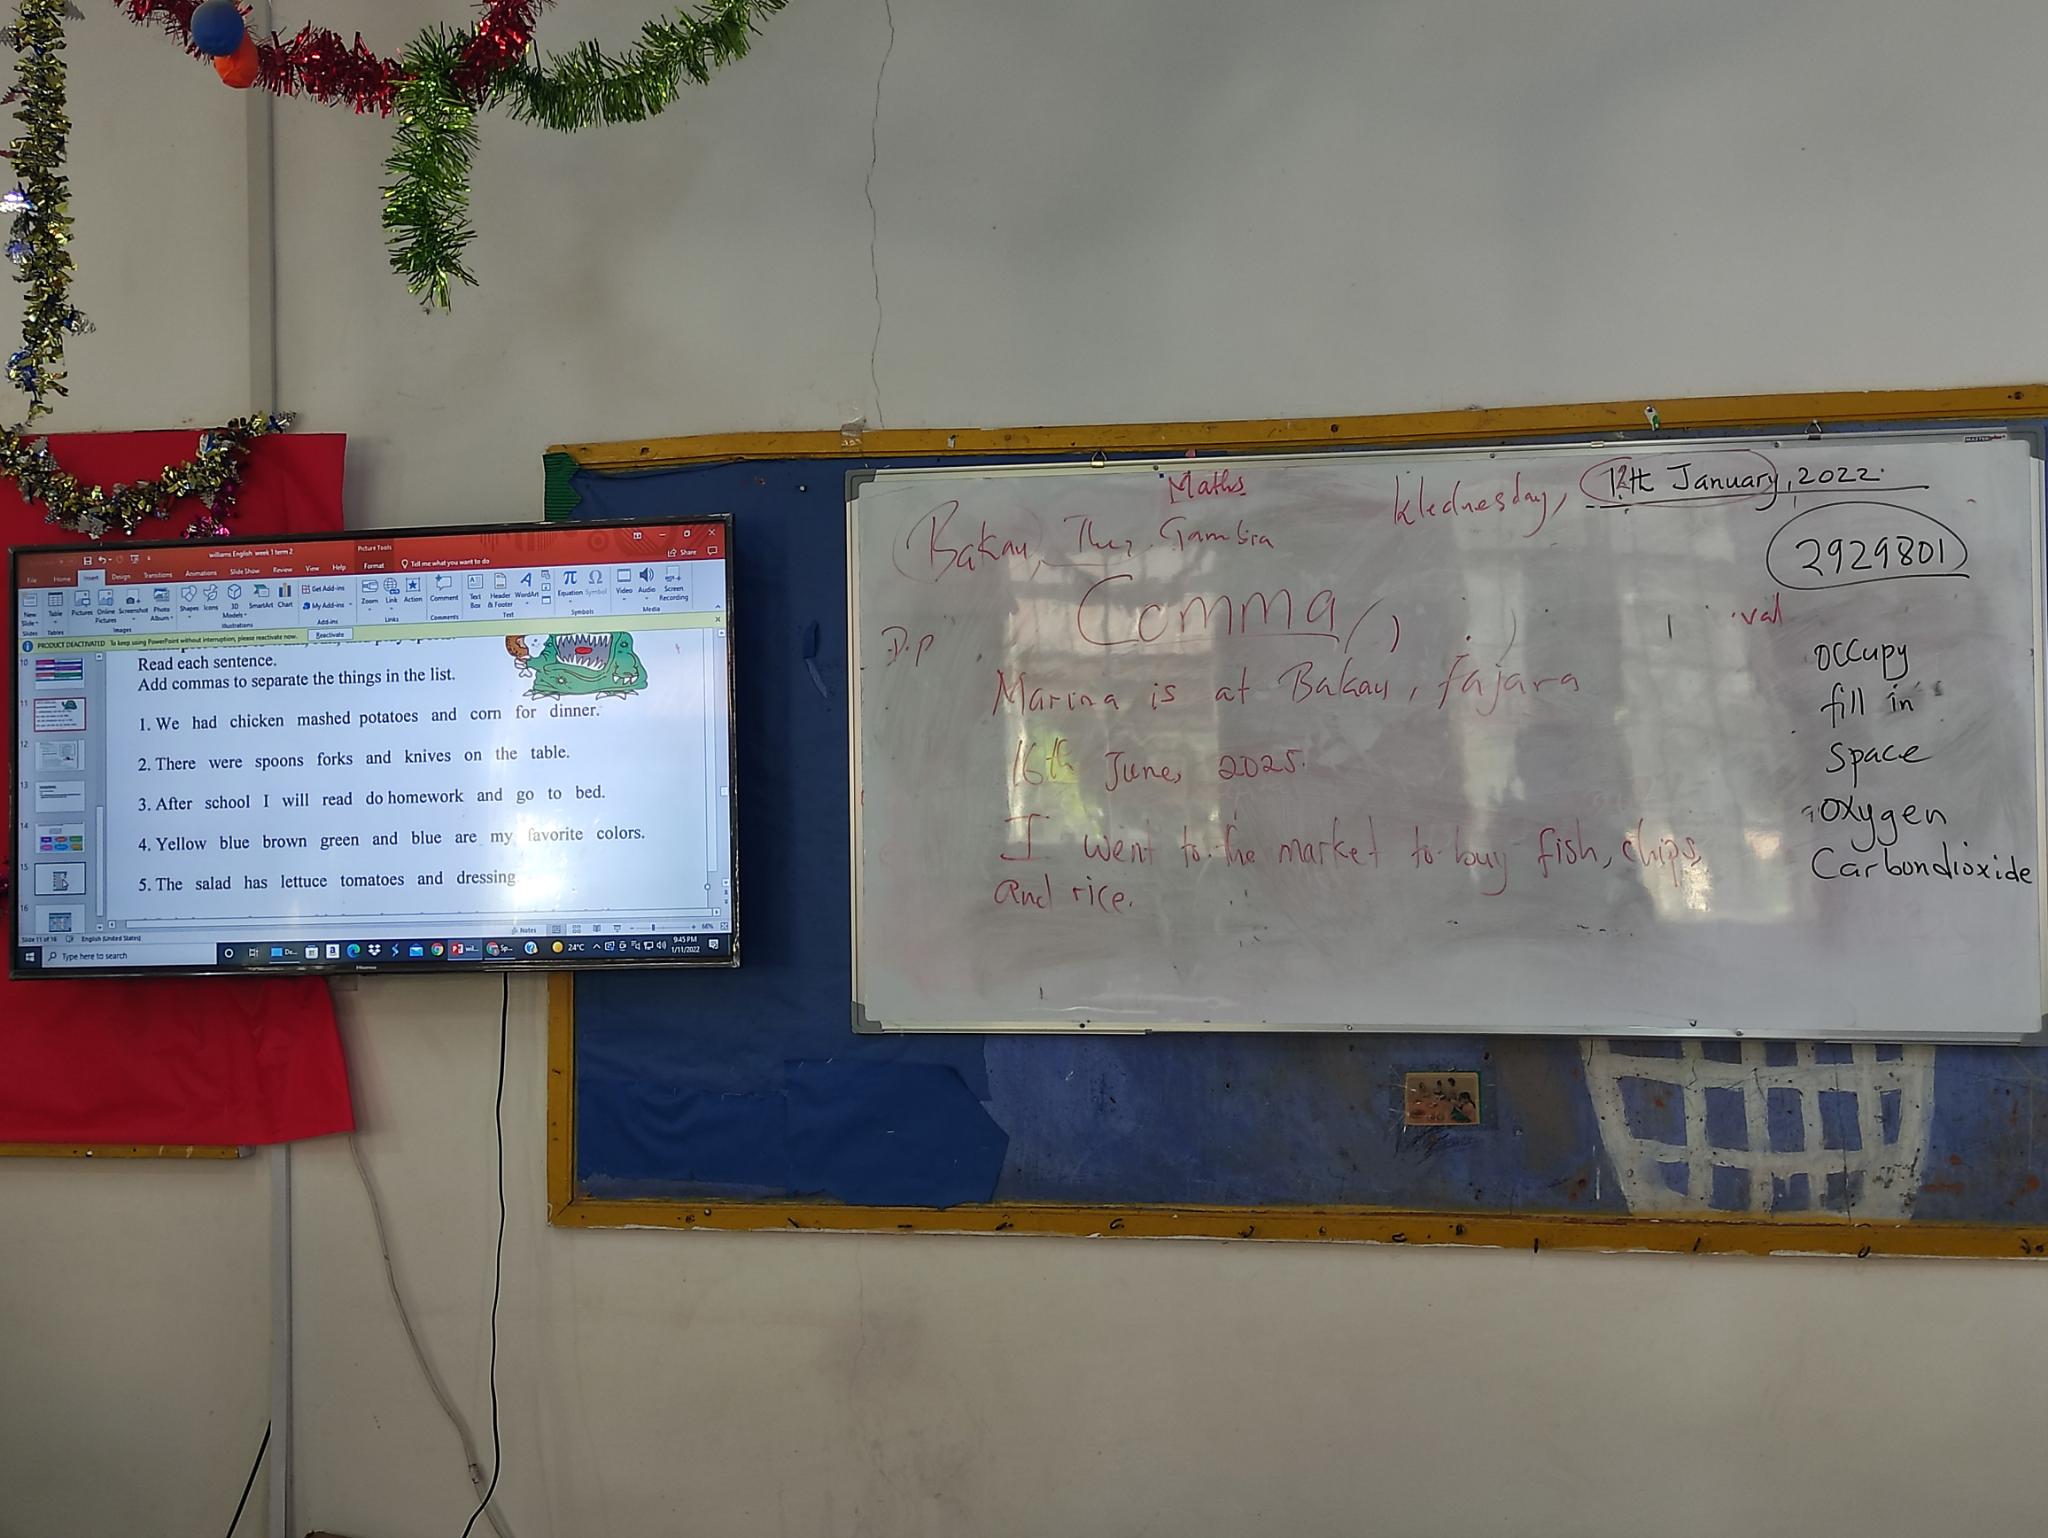 williams English week 1 term 2
Picture Tools
File Home Insert Design Transitions Animations Slide Show Review View Help Format Tell me what you want to do
Share
New Slide
Table
Pictures
Online Pictures
Screenshot
Photo Album
Shapes
Icons
3D Models
SmartArt
Chart
Get Add-ins
My Add-ins
Zoom
Link
Action
Comment
Text Box
Header & Footer
WordArt
Equation
Symbol
Video
Audio
Screen Recording
Slides
Tables
Images
Illustrations
Add-ins
Links
Comments
Text
Symbols
Media
PRODUCT DEACTIVATED To keep using PowerPoint without interruption, please reactivate now. Reactivate
10
11
12
13
14
15
16
Read each sentence.
Add commas to separate the things in the list.
1. We had chicken mashed potatoes and corn for dinner.
2. There were spoons forks and knives on the table.
3. After school I will read do homework and go to bed.
4. Yellow blue brown green and blue are my favorite colors.
5. The salad has lettuce tomatoes and dressing
Slide 11 of 16 English (United States)
Notes
68%
Type here to search
24°C
9:45 PM
1/11/2022
Hisense
Maths
Wednesday, 12th January, 2022.
Bakau, The, Gambia
2929801
Comma (,)
D.p
val
Marina is at Bakau, fajara
16th June, 2025.
I went to the market to buy fish, chips,
and rice.
occupy
fill in
space
oxygen
Carbondioxide